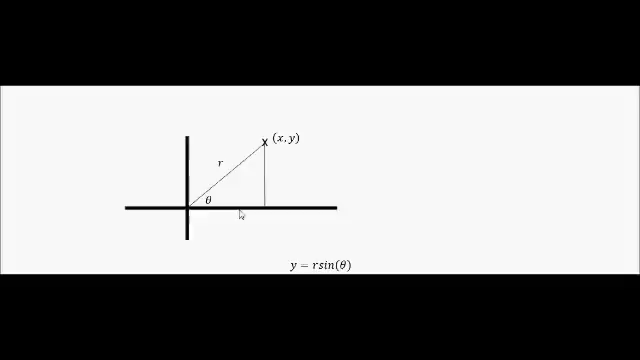 (x, y)
r
θ
y = rsin(θ)